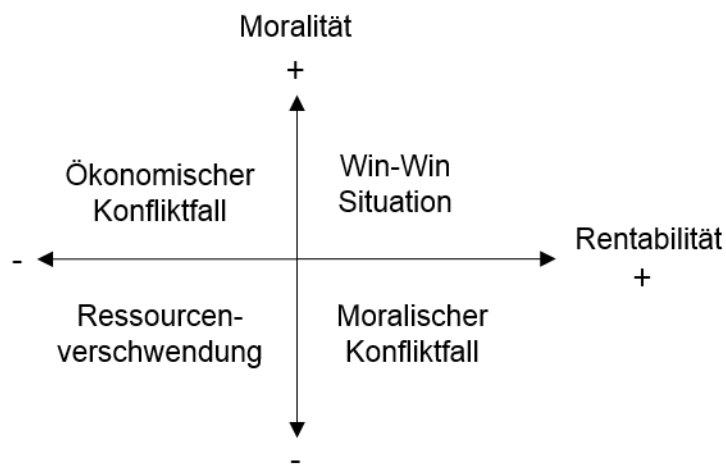 Moralität
+
Ökonomischer
Konfliktfall
Win-Win
Situation
-
Rentabilität
+
Ressourcen-
verschwendung
Moralischer
Konfliktfall
-